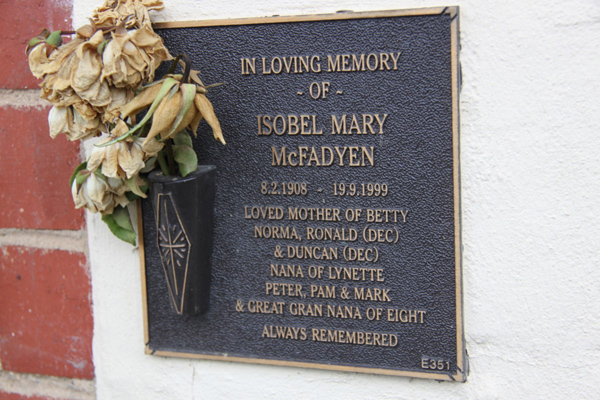 IN LOVING MEMORY
~ OF ~
ISOBEL MARY
McFADYEN
8.2.1908 - 19.9.1999
LOVED MOTHER OF BETTY
NORMA, RONALD (DEC)
& DUNCAN (DEC)
NANA OF LYNETTE
PETER, PAM & MARK
& GREAT GRAN NANA OF EIGHT
ALWAYS REMEMBERED
E351